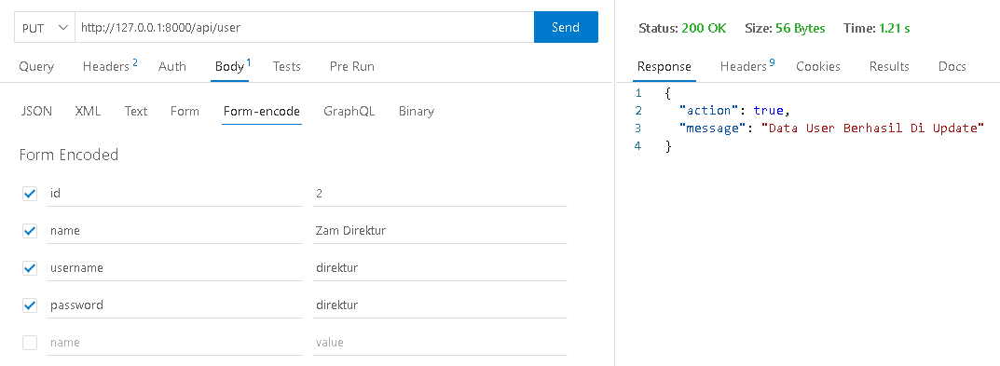 PUT http://127.0.0.1:8000/api/user Send
Query Headers 2 Auth Body 1 Tests Pre Run
JSON XML Text Form Form-encode GraphQL Binary
Form Encoded
id 2
name Zam Direktur
username direktur
password direktur
name value
Status: 200 OK Size: 56 Bytes Time: 1.21 s
Response Headers 9 Cookies Results Docs
1 {
2 "action": true,
3 "message": "Data User Berhasil Di Update"
4 }